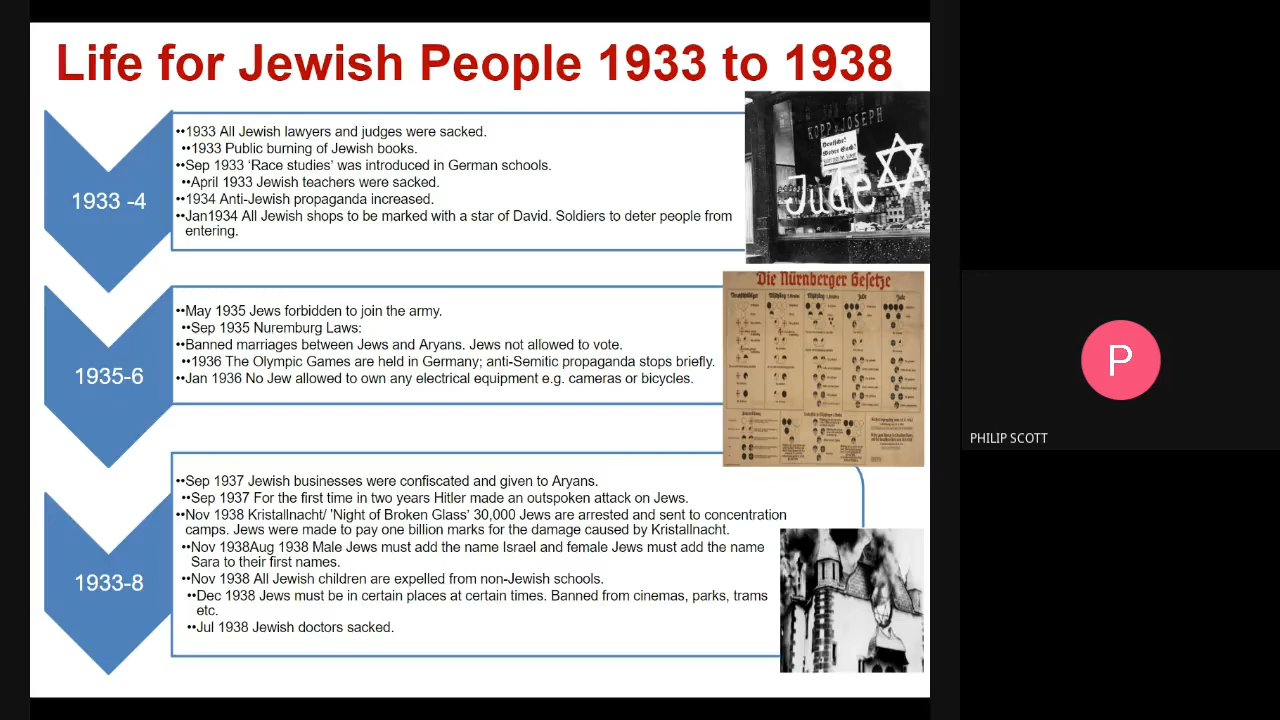 Life for Jewish People 1933 to 1938
1933 -4
••1933 All Jewish lawyers and judges were sacked.
••1933 Public burning of Jewish books.
••Sep 1933 ‘Race studies’ was introduced in German schools.
••April 1933 Jewish teachers were sacked.
••1934 Anti-Jewish propaganda increased.
••Jan1934 All Jewish shops to be marked with a star of David. Soldiers to deter people from
entering.
KOPP JOSEPH
Jude
1935-6
••May 1935 Jews forbidden to join the army.
••Sep 1935 Nuremburg Laws:
••Banned marriages between Jews and Aryans. Jews not allowed to vote.
••1936 The Olympic Games are held in Germany; anti-Semitic propaganda stops briefly.
••Jan 1936 No Jew allowed to own any electrical equipment e.g. cameras or bicycles.
Die Nürnberger Gesetze
1933-8
••Sep 1937 Jewish businesses were confiscated and given to Aryans.
••Sep 1937 For the first time in two years Hitler made an outspoken attack on Jews.
••Nov 1938 Kristallnacht/ ’Night of Broken Glass’ 30,000 Jews are arrested and sent to concentration
camps. Jews were made to pay one billion marks for the damage caused by Kristallnacht.
••Nov 1938Aug 1938 Male Jews must add the name Israel and female Jews must add the name
Sara to their first names.
••Nov 1938 All Jewish children are expelled from non-Jewish schools.
••Dec 1938 Jews must be in certain places at certain times. Banned from cinemas, parks, trams
etc.
••Jul 1938 Jewish doctors sacked.
P
PHILIP SCOTT